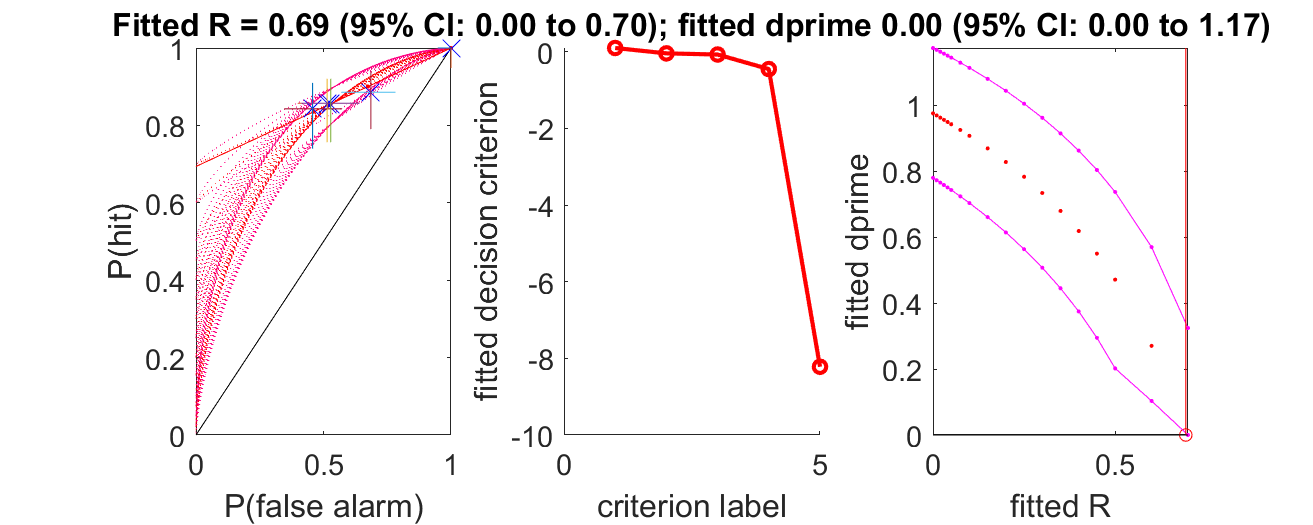 Fitted R = 0.69 (95% CI: 0.00 to 0.70); fitted dprime 0.00 (95% CI: 0.00 to 1.17)
P(hit)
1
0.8
0.6
0.4
0.2
0
0 0.5 1
P(false alarm)
fitted decision criterion
0
-2
-4
-6
-8
-10
0 5
criterion label
fitted dprime
1
0.8
0.6
0.4
0.2
0
0 0.5
fitted R